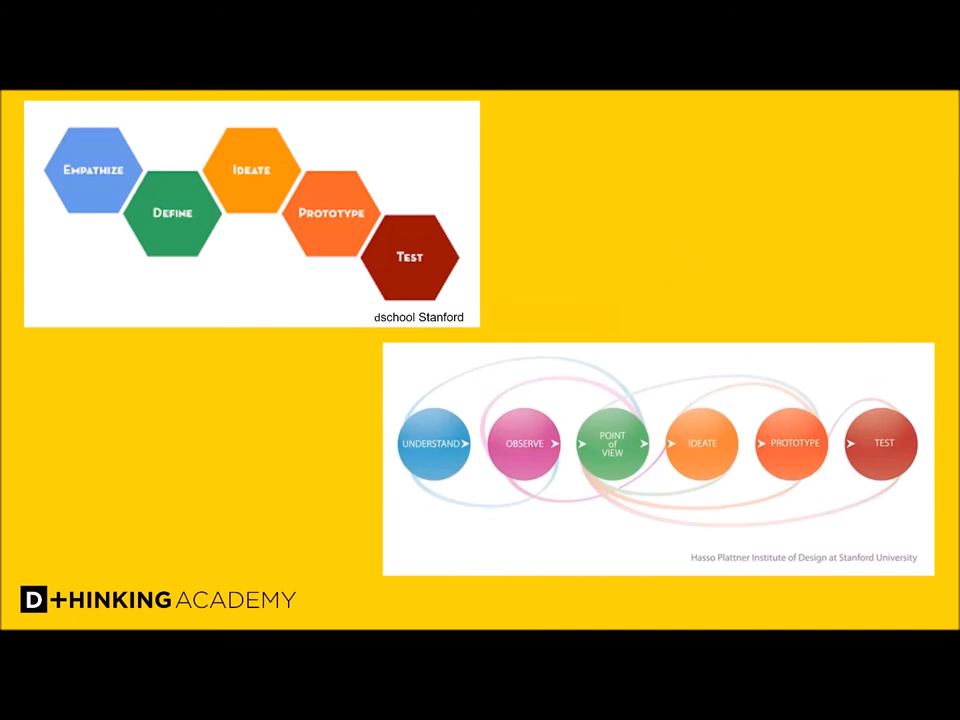 EMPATHIZE
DEFINE
IDEATE
PROTOTYPE
TEST
dschool Stanford
UNDERSTAND
OBSERVE
POINT
of
VIEW
IDEATE
PROTOTYPE
TEST
Hasso Plattner Institute of Design at Stanford University
D+HINKING ACADEMY